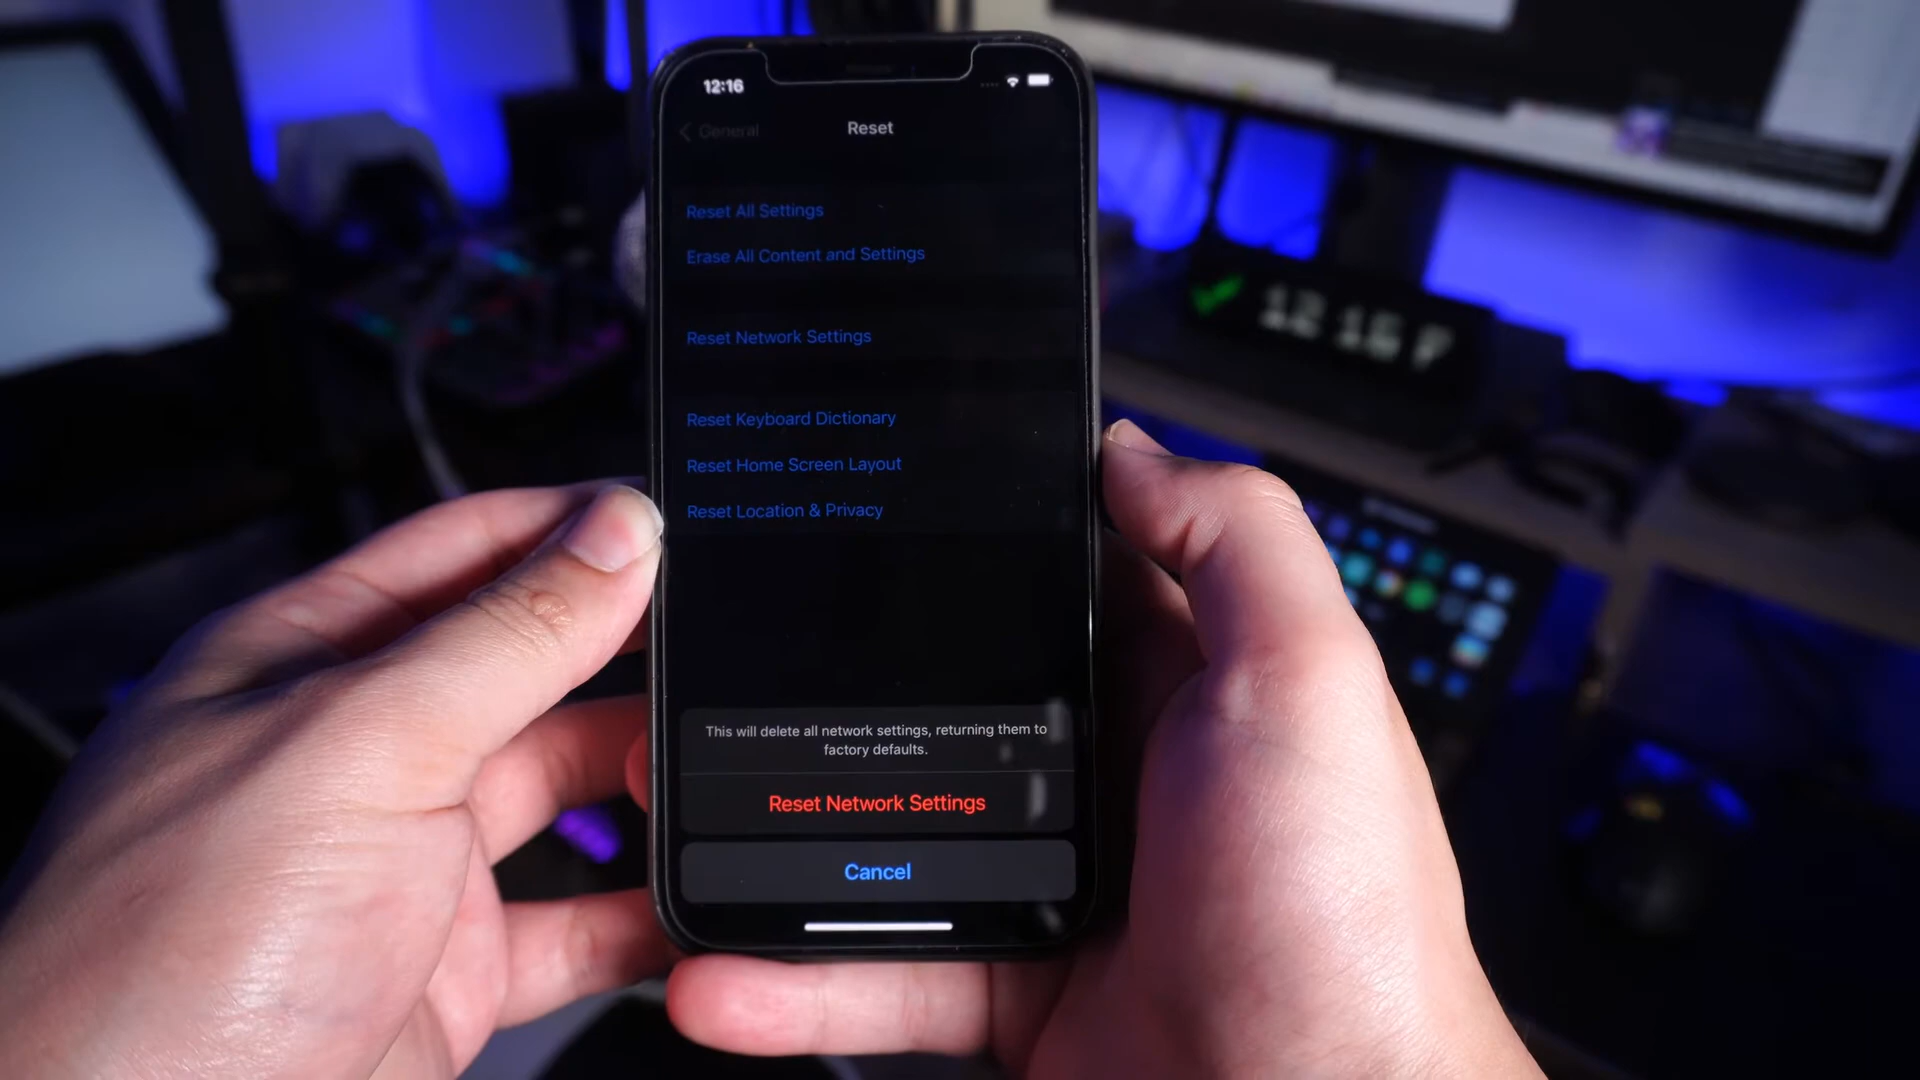 12:16
General
Reset
Reset All Settings
Erase All Content and Settings
Reset Network Settings
Reset Keyboard Dictionary
Reset Home Screen Layout
Reset Location & Privacy
This will delete all network settings, returning them to
factory defaults.
Reset Network Settings
Cancel